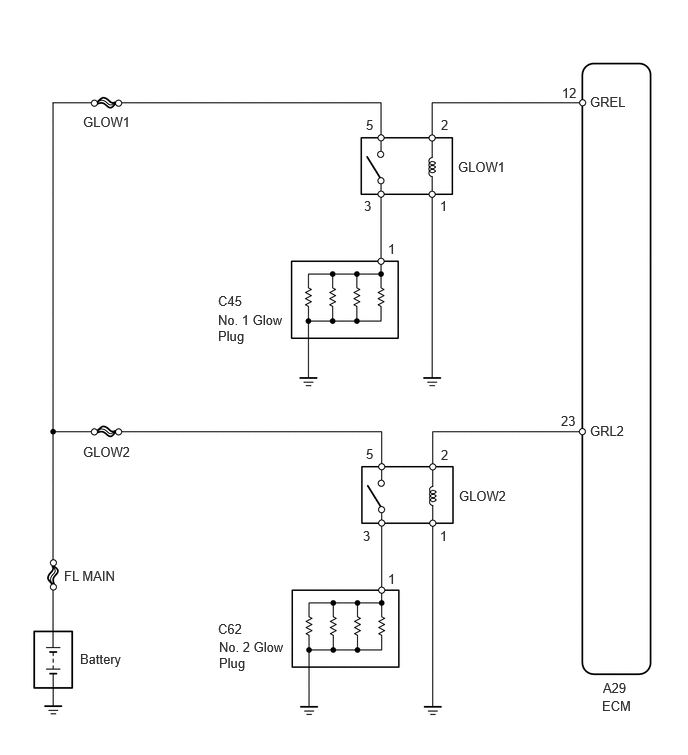 12
GREL
GLOW1
5
2
GLOW1
3
1
1
C45
No. 1 Glow
Plug
23
GRL2
GLOW2
5
2
GLOW2
3
1
1
FL MAIN
C62
No. 2 Glow
Plug
Battery
A29
ECM